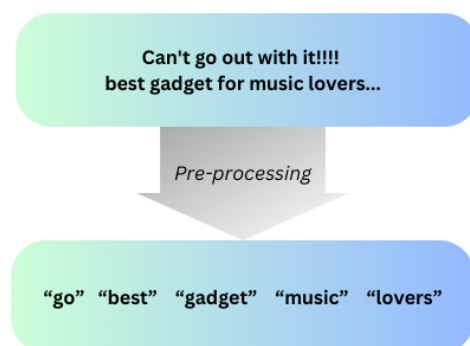 Can't go out with it!!!!
best gadget for music lovers...
Pre-processing
“go” “best” “gadget” “music” “lovers”